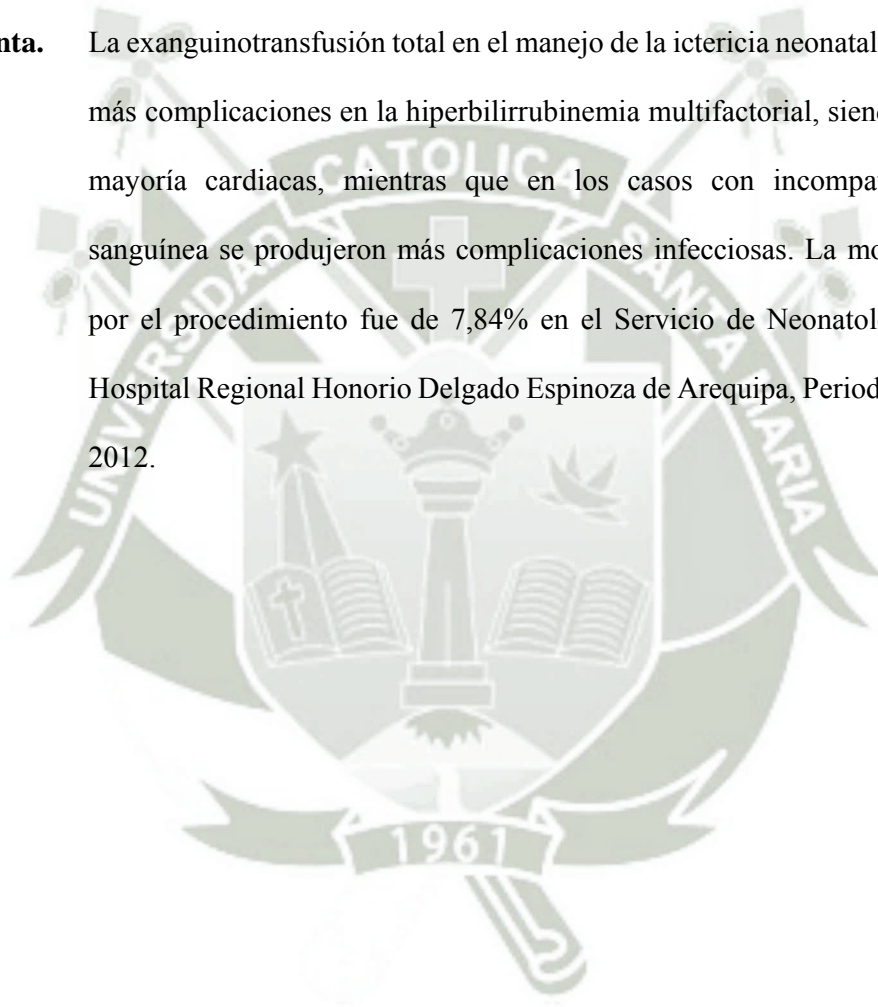 nta. La exanguinotransfusión total en el manejo de la ictericia neonatal
más complicaciones en la hiperbilirrubinemia multifactorial, sien
mayoría cardiacas, mientras que en los casos con incompa
sanguínea se produjeron más complicaciones infecciosas. La mo
por el procedimiento fue de 7,84% en el Servicio de Neonatol
Hospital Regional Honorio Delgado Espinoza de Arequipa, Period
2012.
UNIVERSIDAD CATOLICA SANTA MARIA
1961